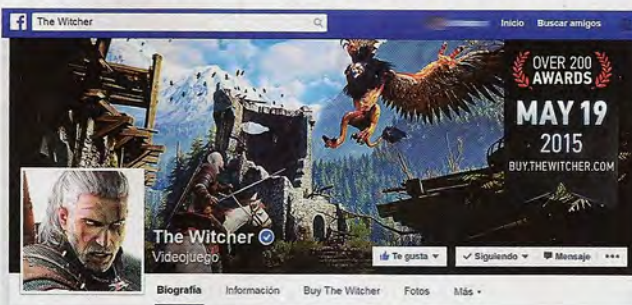 f The Witcher
Inicio Buscar amigos
OVER 200
AWARDS
MAY 19
2015
BUY.THEWITCHER.COM
The Witcher
Videojuego
Te gusta Siguiendo Mensaje
Biografía Información Buy The Witcher Fotos Más